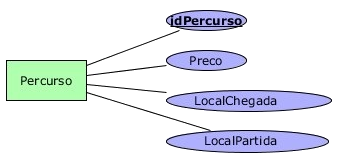 idPercurso
Preco
Percurso
LocalChegada
LocalPartida